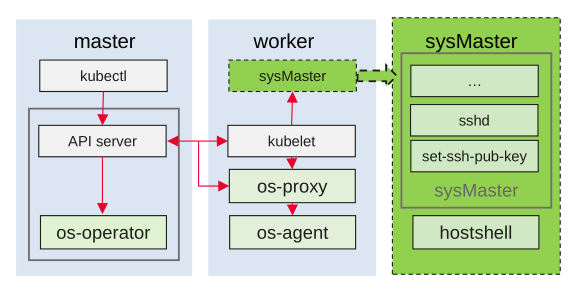 master
kubectl
API server
os-operator
worker
sysMaster
kubelet
os-proxy
os-agent
sysMaster
...
sshd
set-ssh-pub-key
sysMaster
hostshell